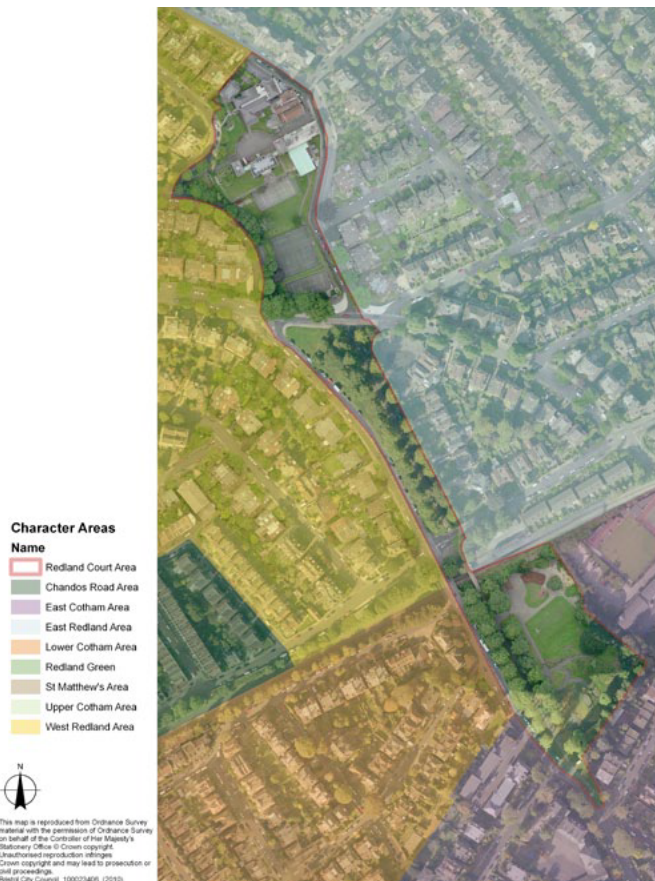 Character Areas
Name
Redland Court Area
Chandos Road Area
East Cotham Area
East Redland Area
Lower Cotham Area
Redland Green
St Matthew's Area
Upper Cotham Area
West Redland Area
N
This map is reproduced from Ordnance Survey
material with the permission of Ordnance Survey
on behalf of the Controller of Her Majesty's
Stationery Office © Crown copyright.
Unauthorised reproduction infringes
Crown copyright and may lead to prosecution or
civil proceedings.
Bristol City Council. 100023406. (2010).